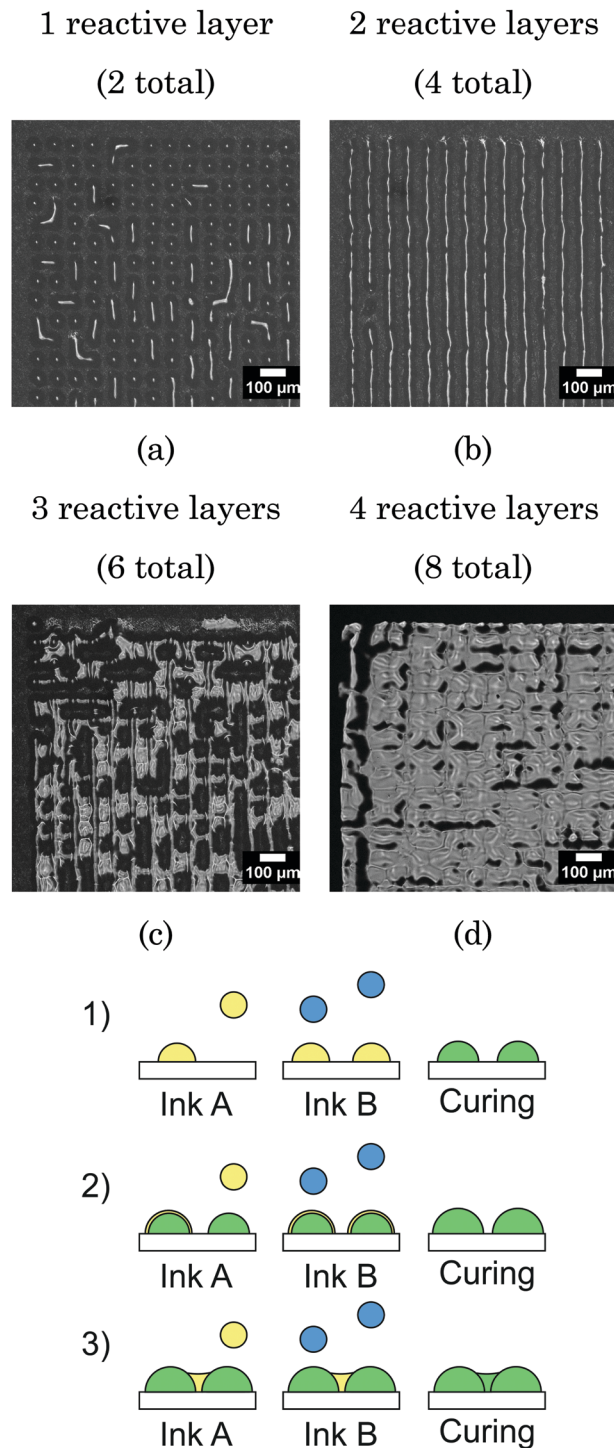 1 reactive layer
(2 total)
2 reactive layers
(4 total)
100 µm
100 µm
(a)
(b)
3 reactive layers
(6 total)
4 reactive layers
(8 total)
100 µm
100 µm
(c)
(d)
1)
Ink A
Ink B
Curing
2)
Ink A
Ink B
Curing
3)
Ink A
Ink B
Curing